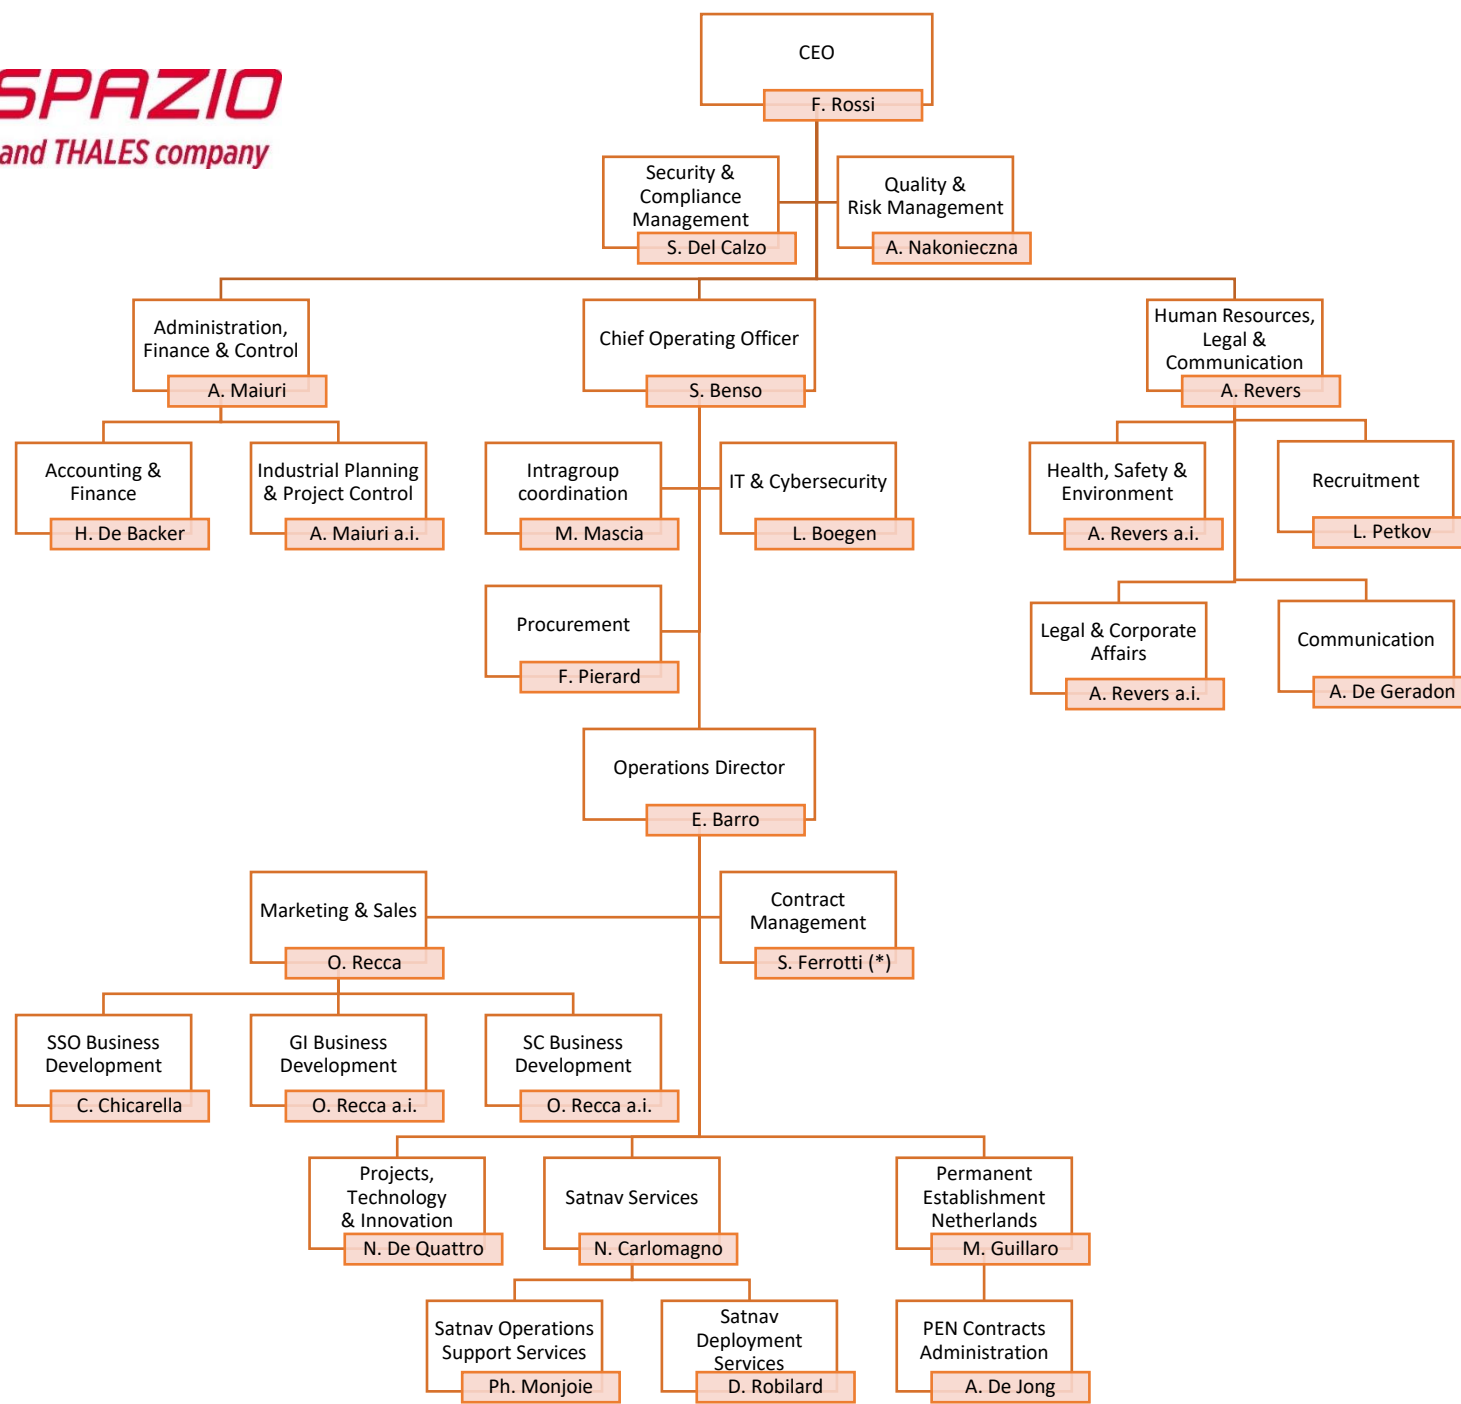 CEO
F. Rossi
SPAZIO
and THALES company
Security &
Compliance
Management
S. Del Calzo
Quality &
Risk Management
A. Nakonieczna
Administration,
Finance & Control
A. Maiuri
Chief Operating Officer
S. Benso
Human Resources,
Legal &
Communication
A. Revers
Accounting &
Finance
H. De Backer
Industrial Planning
& Project Control
A. Maiuri a.i.
Intragroup
coordination
M. Mascia
IT & Cybersecurity
L. Boegen
Health, Safety &
Environment
A. Revers a.i.
Recruitment
L. Petkov
Procurement
F. Pierard
Legal & Corporate
Affairs
A. Revers a.i.
Communication
A. De Geradon
Operations Director
E. Barro
Marketing & Sales
O. Recca
Contract
Management
S. Ferrotti (*)
SSO Business
Development
C. Chicarella
GI Business
Development
O. Recca a.i.
SC Business
Development
O. Recca a.i.
Projects,
Technology
& Innovation
N. De Quattro
Satnav Services
N. Carlomagno
Permanent
Establishment
Netherlands
M. Guillaro
Satnav Operations
Support Services
Ph. Monjoie
Satnav
Deployment
Services
D. Robilard
PEN Contracts
Administration
A. De Jong